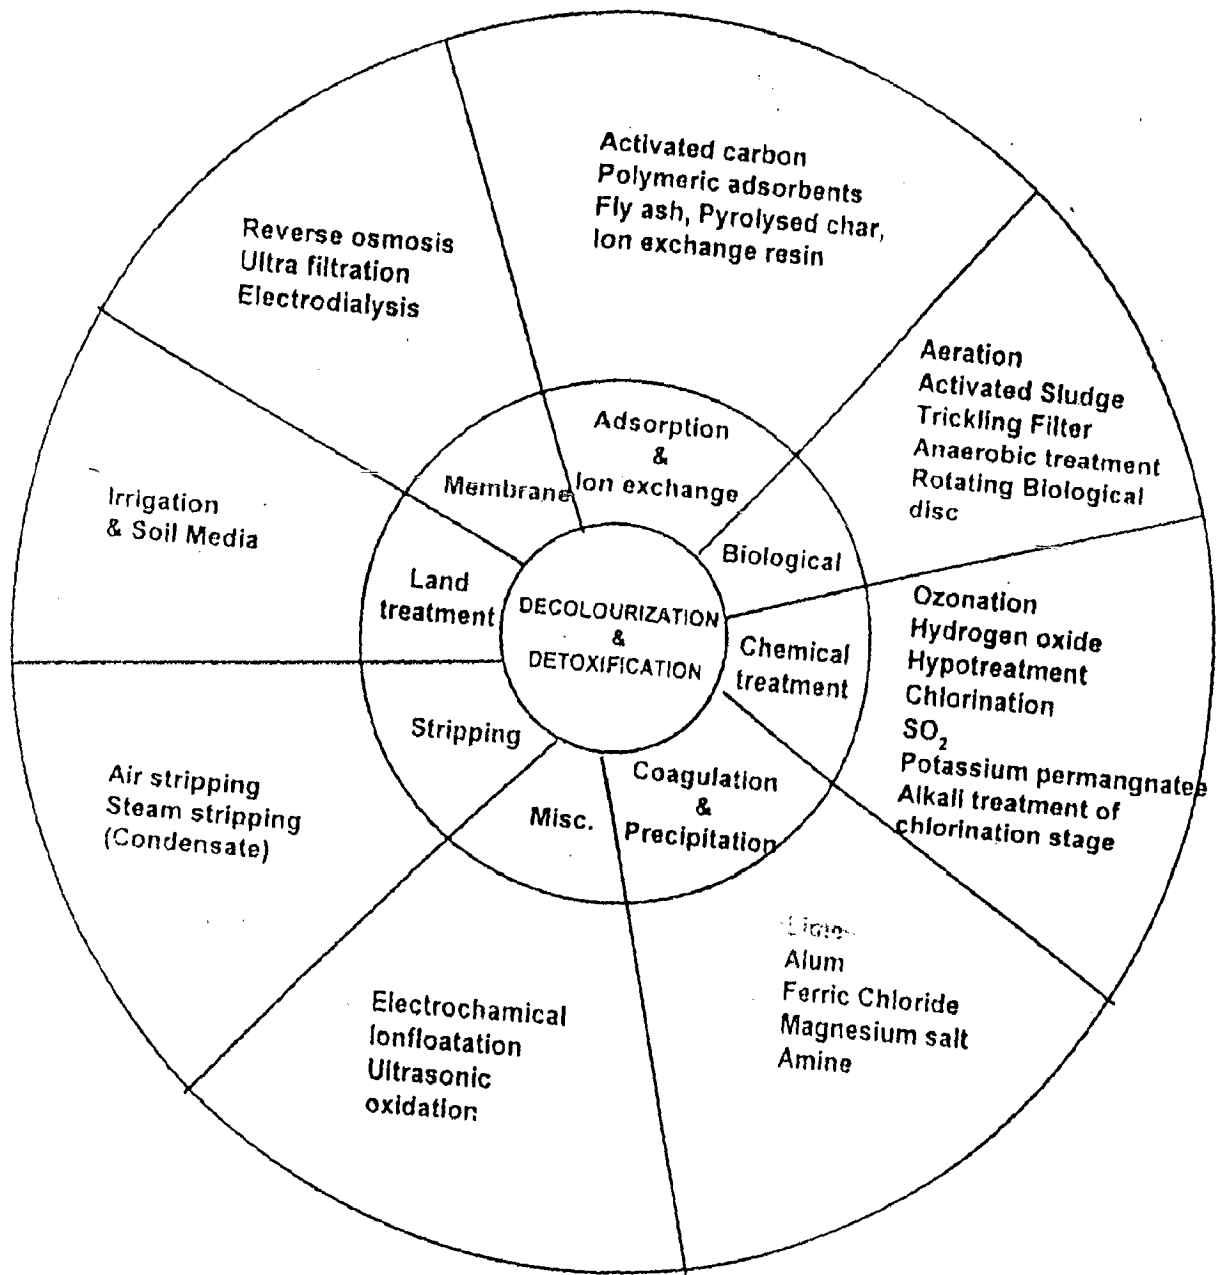 Activated carbon
Polymeric adsorbents
Fly ash, Pyrolysed char,
Ion exchange resin
Reverse osmosis
Ultra filtration
Electrodialysis
Aeration
Activated Sludge
Trickling Filter
Anaerobic treatment
Rotating Biological
disc
Adsorption
&
Ion exchange
Membrane
Irrigation
& Soil Media
Biological
Land
treatment
DECOLOURIZATION
&
DETOXIFICATION
Chemical
treatment
Ozonation
Hydrogen oxide
Hypotreatment
Chlorination
SO₂
Potassium permangnatee
Alkali treatment of
chlorination stage
Stripping
Air stripping
Steam stripping
(Condensate)
Misc.
Coagulation
&
Precipitation
Lime
Alum
Ferric Chloride
Magnesium salt
Amine
Electrochamical
Ionfloatation
Ultrasonic
oxidation